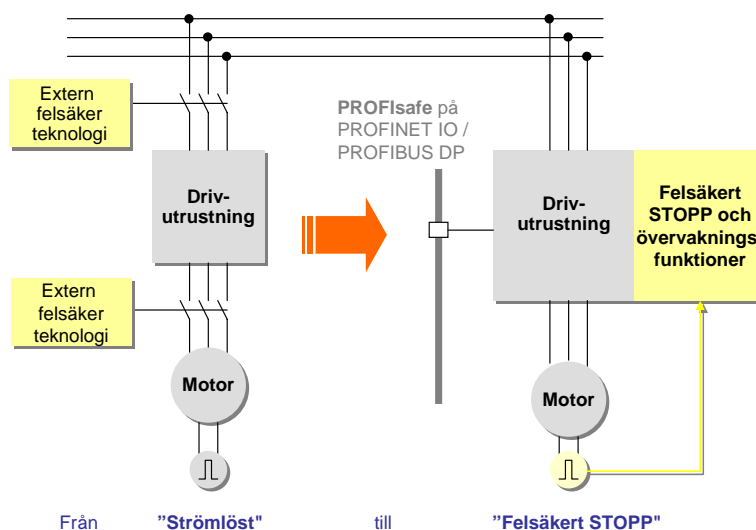 Extern
felsäker
teknologi
PROFIsafe på
PROFINET IO /
PROFIBUS DP
Driv-
utrustning
Driv-
utrustning
Felsäkert
STOPP och
övervaknings
funktioner
Extern
felsäker
teknologi
Motor
Motor
Från ”Strömlöst" till ”Felsäkert STOPP"